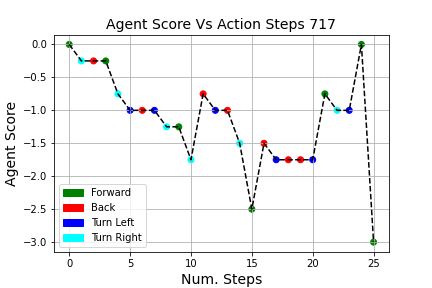 Agent Score Vs Action Steps 717
Agent Score
0.0
−0.5
−1.0
−1.5
−2.0
−2.5
−3.0
Forward
Back
Turn Left
Turn Right
0 5 10 15 20 25
Num. Steps